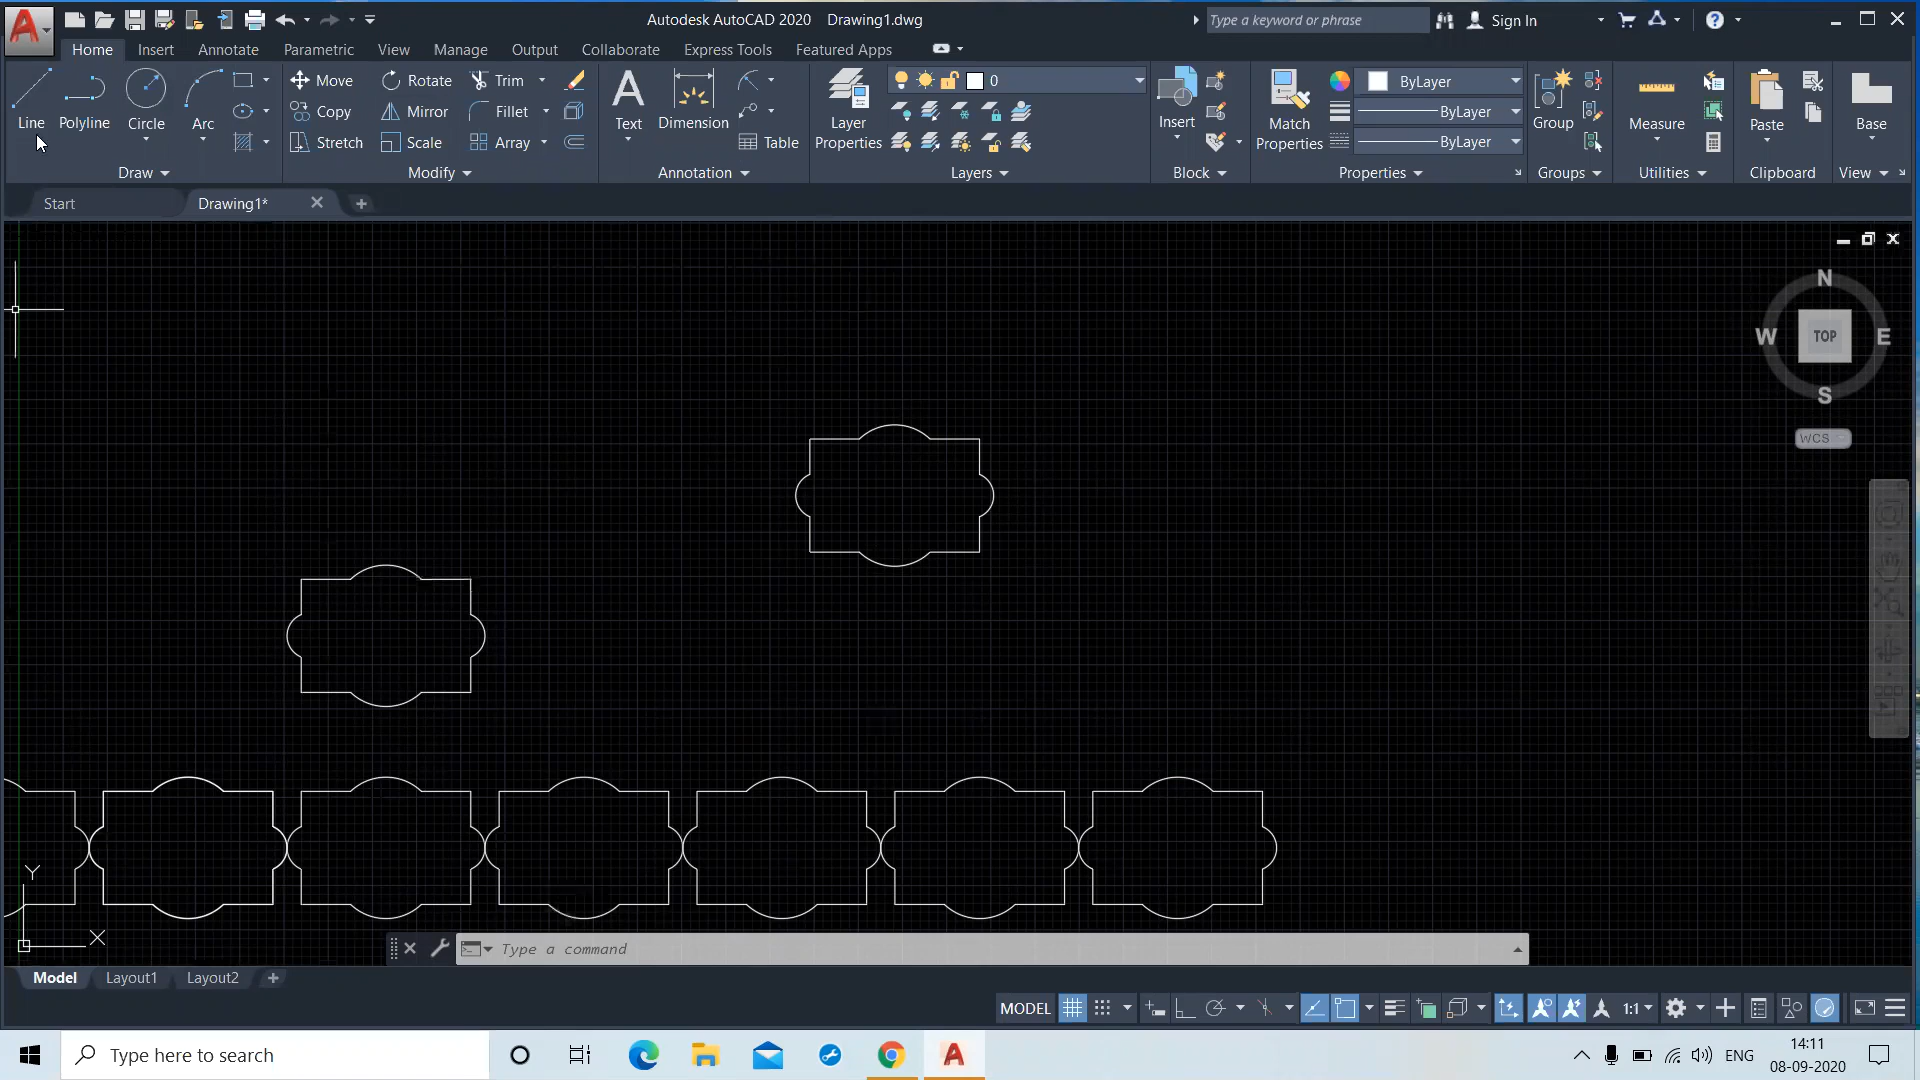 Autodesk AutoCAD 2020 Drawing1.dwg
Type a keyword or phrase
Sign In
Home Insert Annotate Parametric View Manage Output Collaborate Express Tools Featured Apps
Line Polyline Circle Arc
Move Rotate Trim
Copy Mirror Fillet
Stretch Scale Array
Text Dimension Table
Layer Properties
0
Insert
Match Properties
ByLayer
ByLayer
ByLayer
Group
Measure
Paste
Base
Draw Modify Annotation Layers Block Properties Groups Utilities Clipboard View
Start Drawing1*
N
W TOP E
S
WCS
Y
X
Type a command
Model Layout1 Layout2
MODEL 1:1
Type here to search
ENG
14:11
08-09-2020